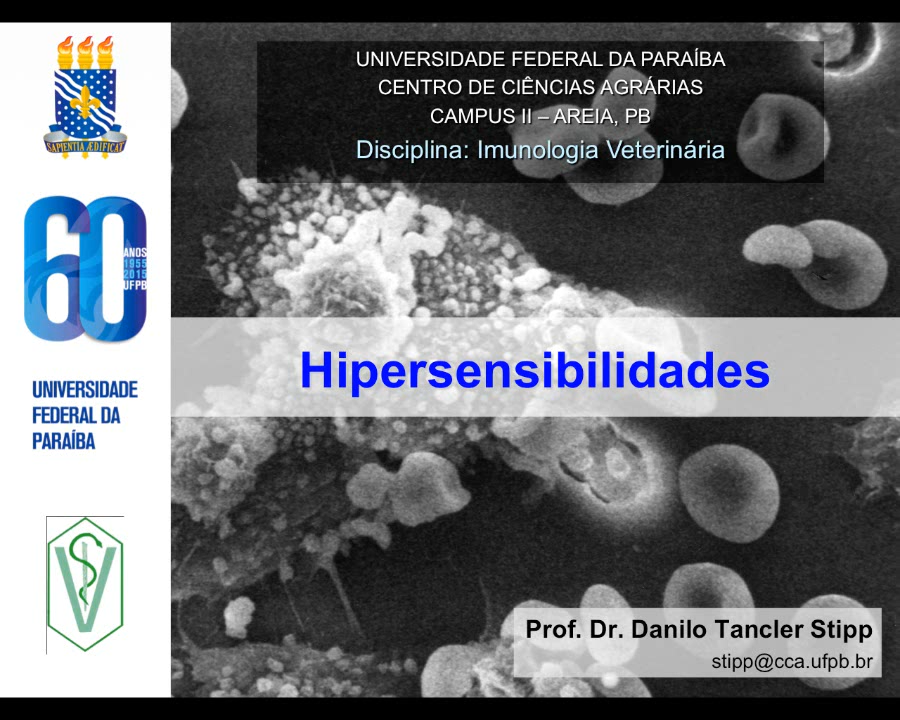 UNIVERSIDADE FEDERAL DA PARAÍBA
CENTRO DE CIÊNCIAS AGRÁRIAS
CAMPUS II – AREIA, PB
Disciplina: Imunologia Veterinária
SAPIENTIA ÆDIFICAT
60
ANOS
1955
2015
UFPB
UNIVERSIDADE
FEDERAL DA
PARAÍBA
V
Hipersensibilidades
Prof. Dr. Danilo Tancler Stipp
stipp@cca.ufpb.br